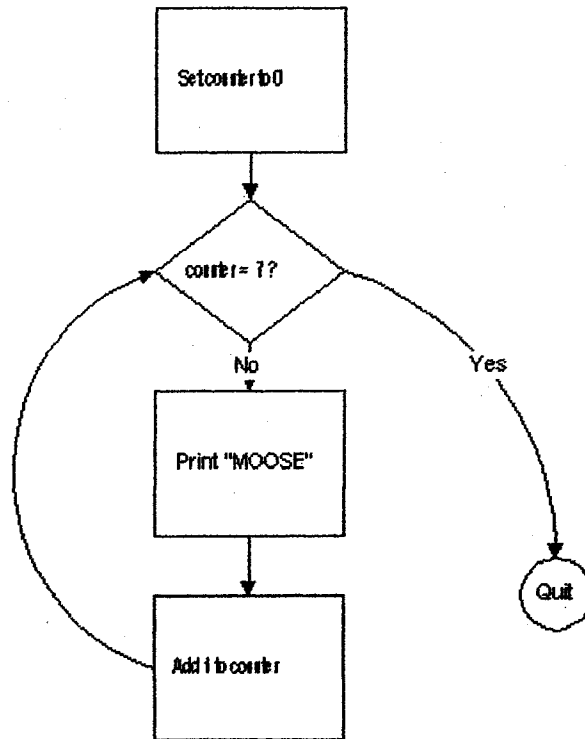 Set counter to 0
counter = 7?
No
Yes
Print "MOOSE"
Quit
Add 1 to counter